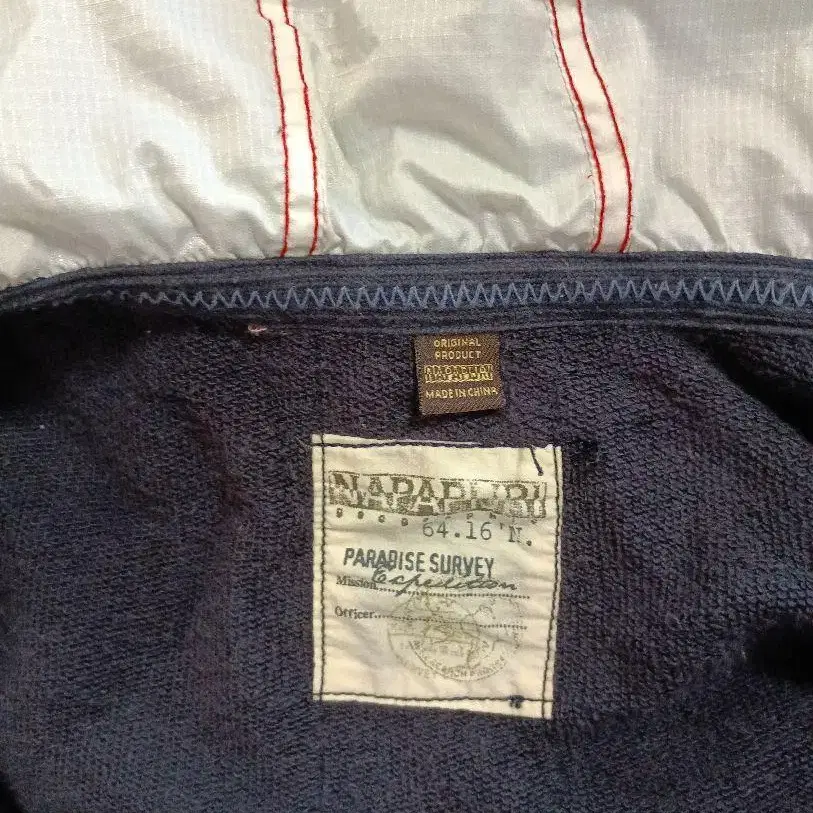 ORIGINAL
PRODUCT
NAPAPIJRI
MADE IN CHINA
NAPAPIJRI
64.16'N.
PARADISE SURVEY
Mission Expedition
Officer